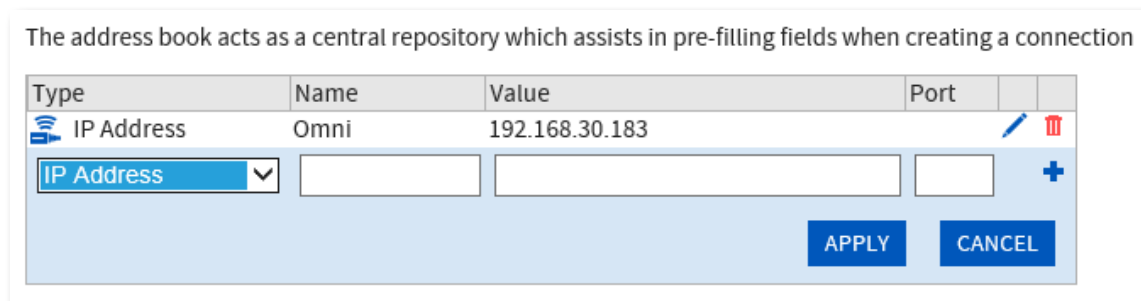 The address book acts as a central repository which assists in pre-filling fields when creating a connection
Type Name Value Port
IP Address Omni 192.168.30.183
IP Address
APPLY CANCEL